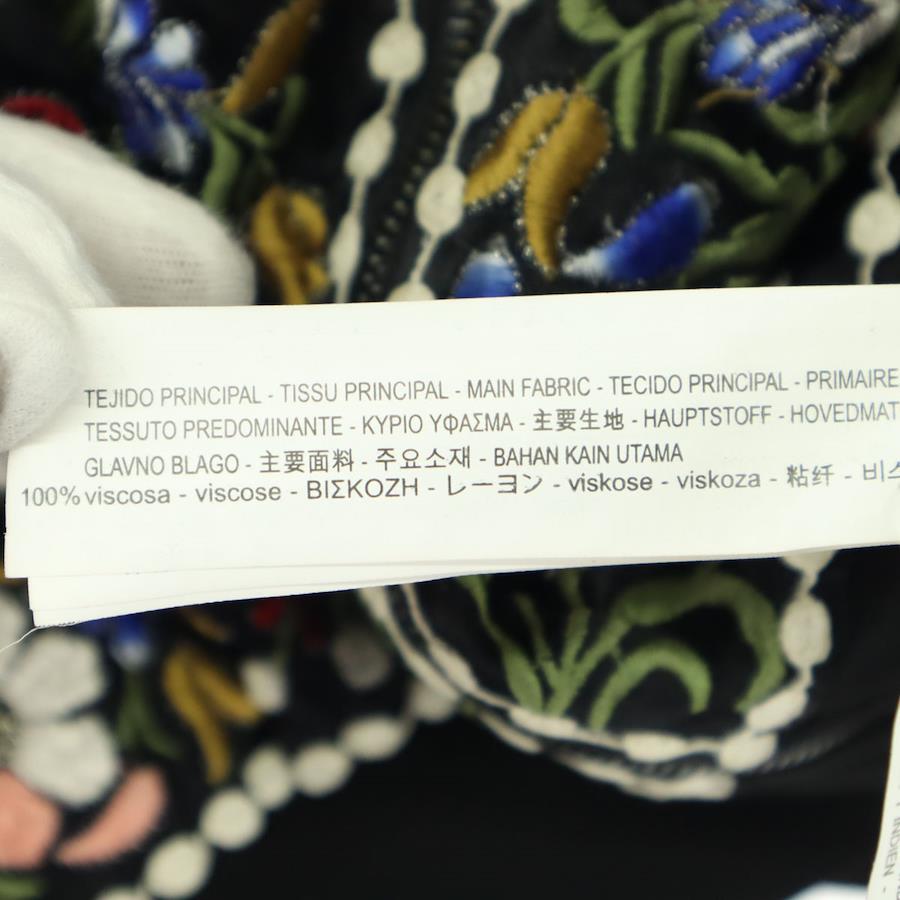 TEJIDO PRINCIPAL - TISSU PRINCIPAL - MAIN FABRIC - TECIDO PRINCIPAL - PRIMAIRE
TESSUTO PREDOMINANTE - ΚΥΡΙΟ ΥΦΑΣΜΑ - 主要生地 - HAUPTSTOFF - HOVEDMAT
GLAVNO BLAGO - 主要面料 - 주요소재 - BAHAN KAIN UTAMA
100% viscosa - viscose - ΒΙΣΚΟΖΗ - レーヨン - viskose - viskoza - 粘纤 - 비스
INDIEN -